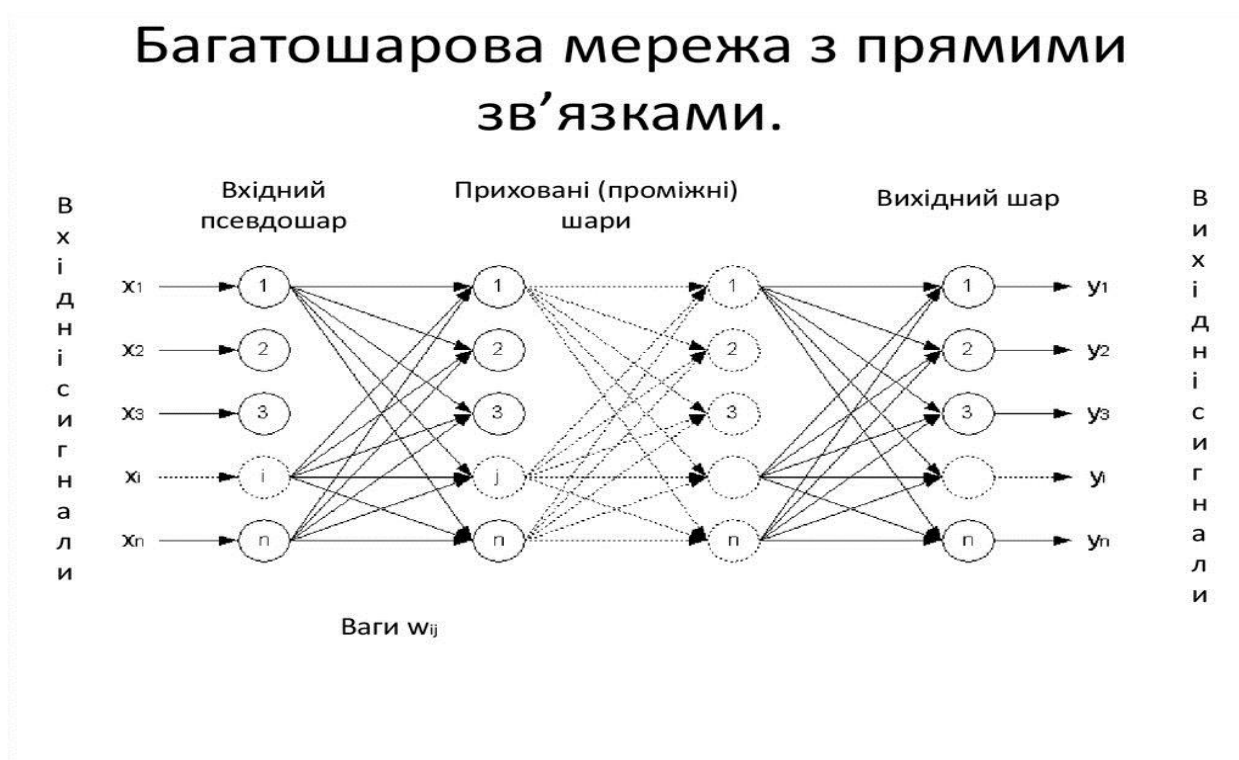 Багатошарова мережа з прямими
зв’язками.
Вхідні сигнали
Вхідний
псевдошар
Приховані (проміжні)
шари
Вихідний шар
Вихідні сигнали
x1 1 1 1 1 y1
x2 2 2 2 2 y2
x3 3 3 3 3 y3
xi i j yi
xn n n n n yn
Ваги wij